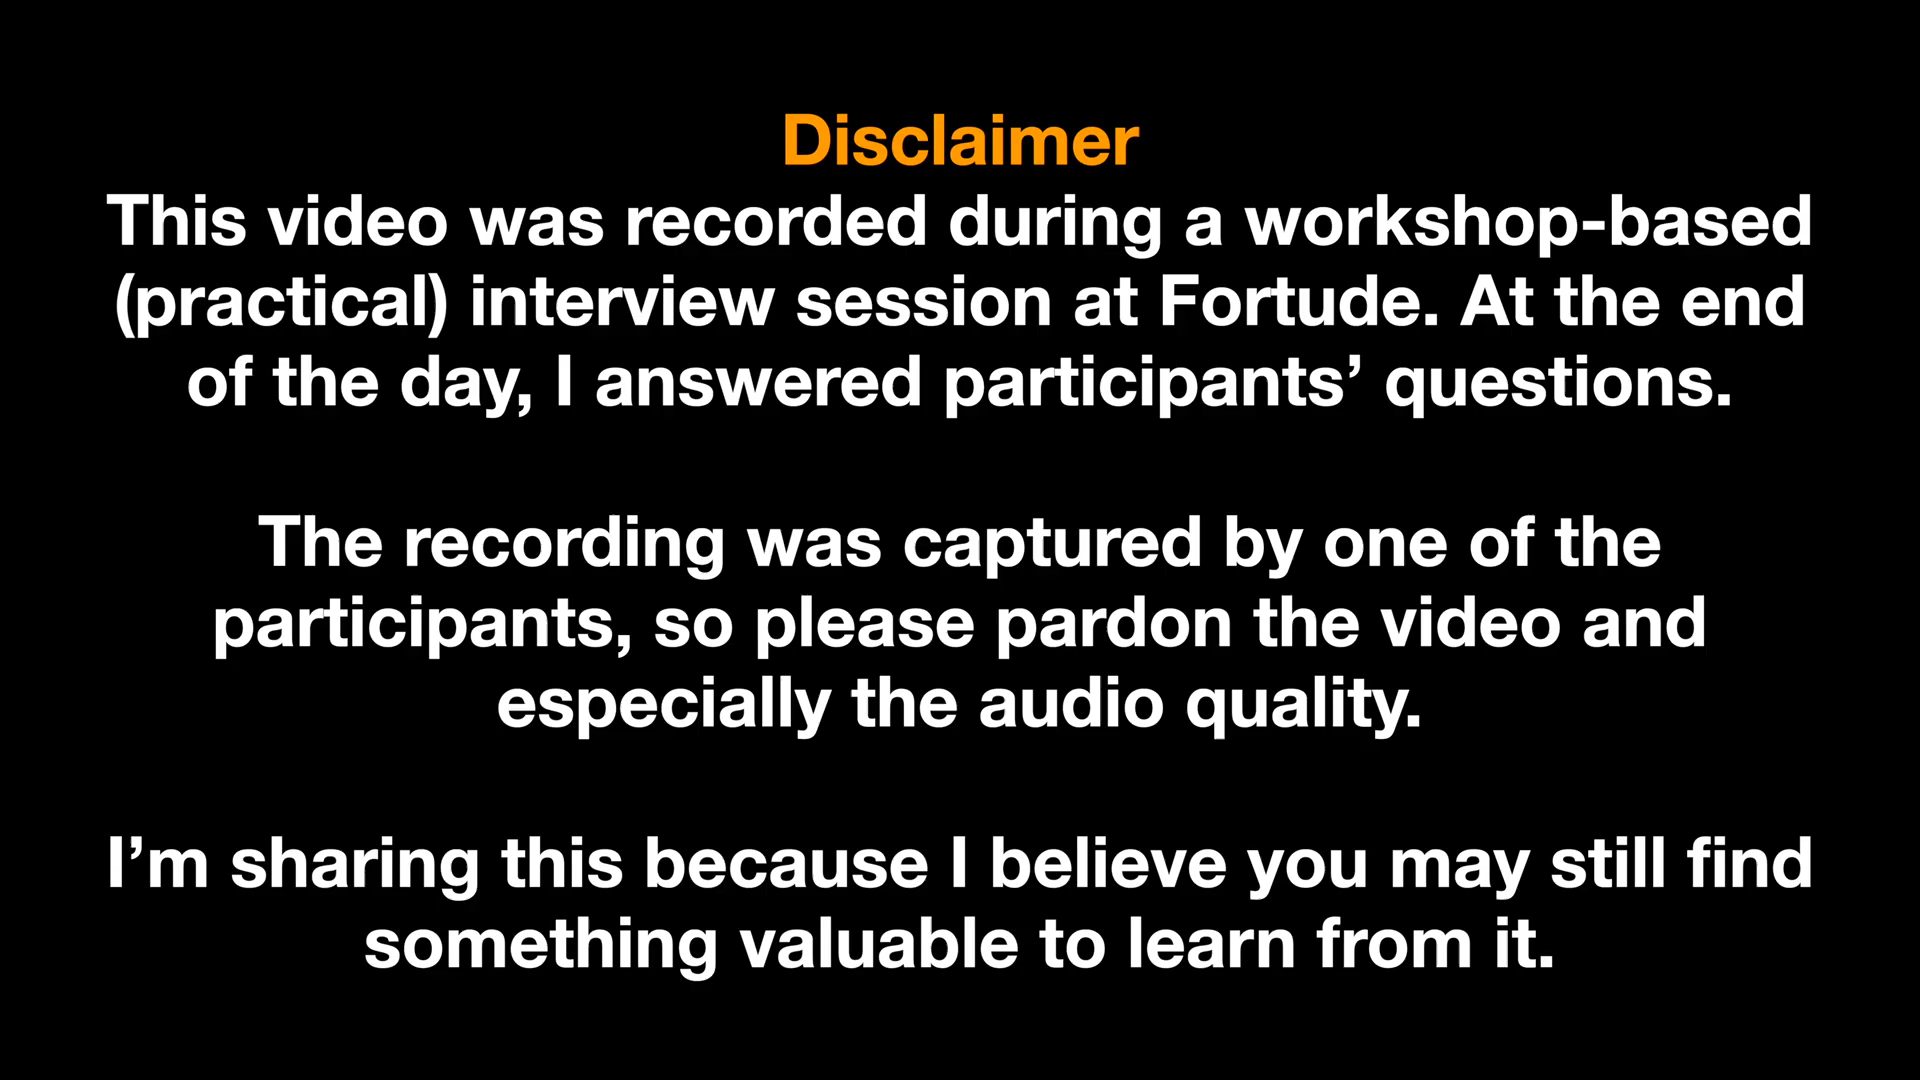 Disclaimer
This video was recorded during a workshop-based
(practical) interview session at Fortude. At the end
of the day, I answered participants’ questions.
The recording was captured by one of the
participants, so please pardon the video and
especially the audio quality.
I’m sharing this because I believe you may still find
something valuable to learn from it.